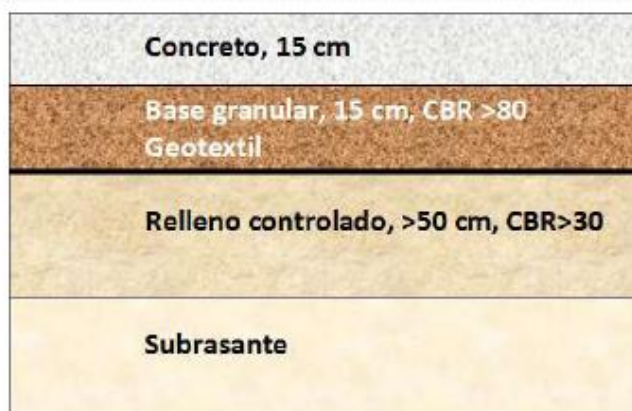 Concreto, 15 cm
Base granular, 15 cm, CBR >80
Geotextil
Relleno controlado, >50 cm, CBR>30
Subrasante